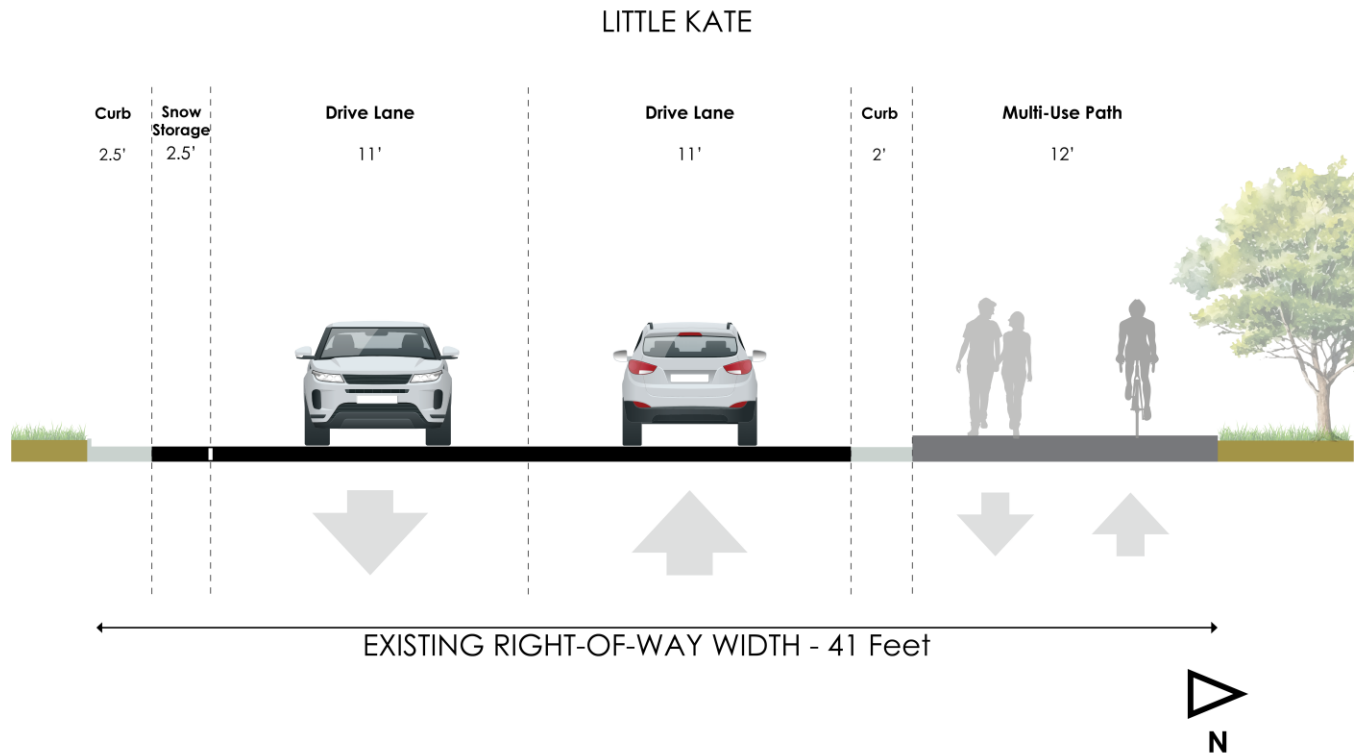 LITTLE KATE
Curb
2.5’
Snow
Storage
2.5’
Drive Lane
11’
Drive Lane
11’
Curb
2’
Multi-Use Path
12’
EXISTING RIGHT-OF-WAY WIDTH - 41 Feet
N